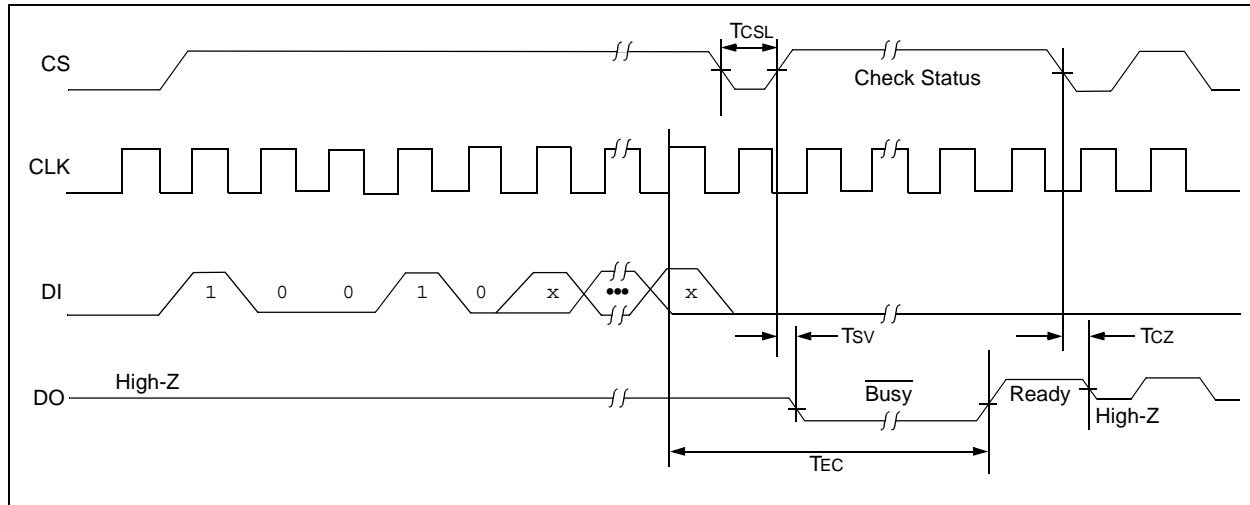 TCSL
CS
Check Status
CLK
DI
1 0 0 1 0 x ••• x
TSV
TCZ
High-Z
DO
Busy
Ready
High-Z
TEC